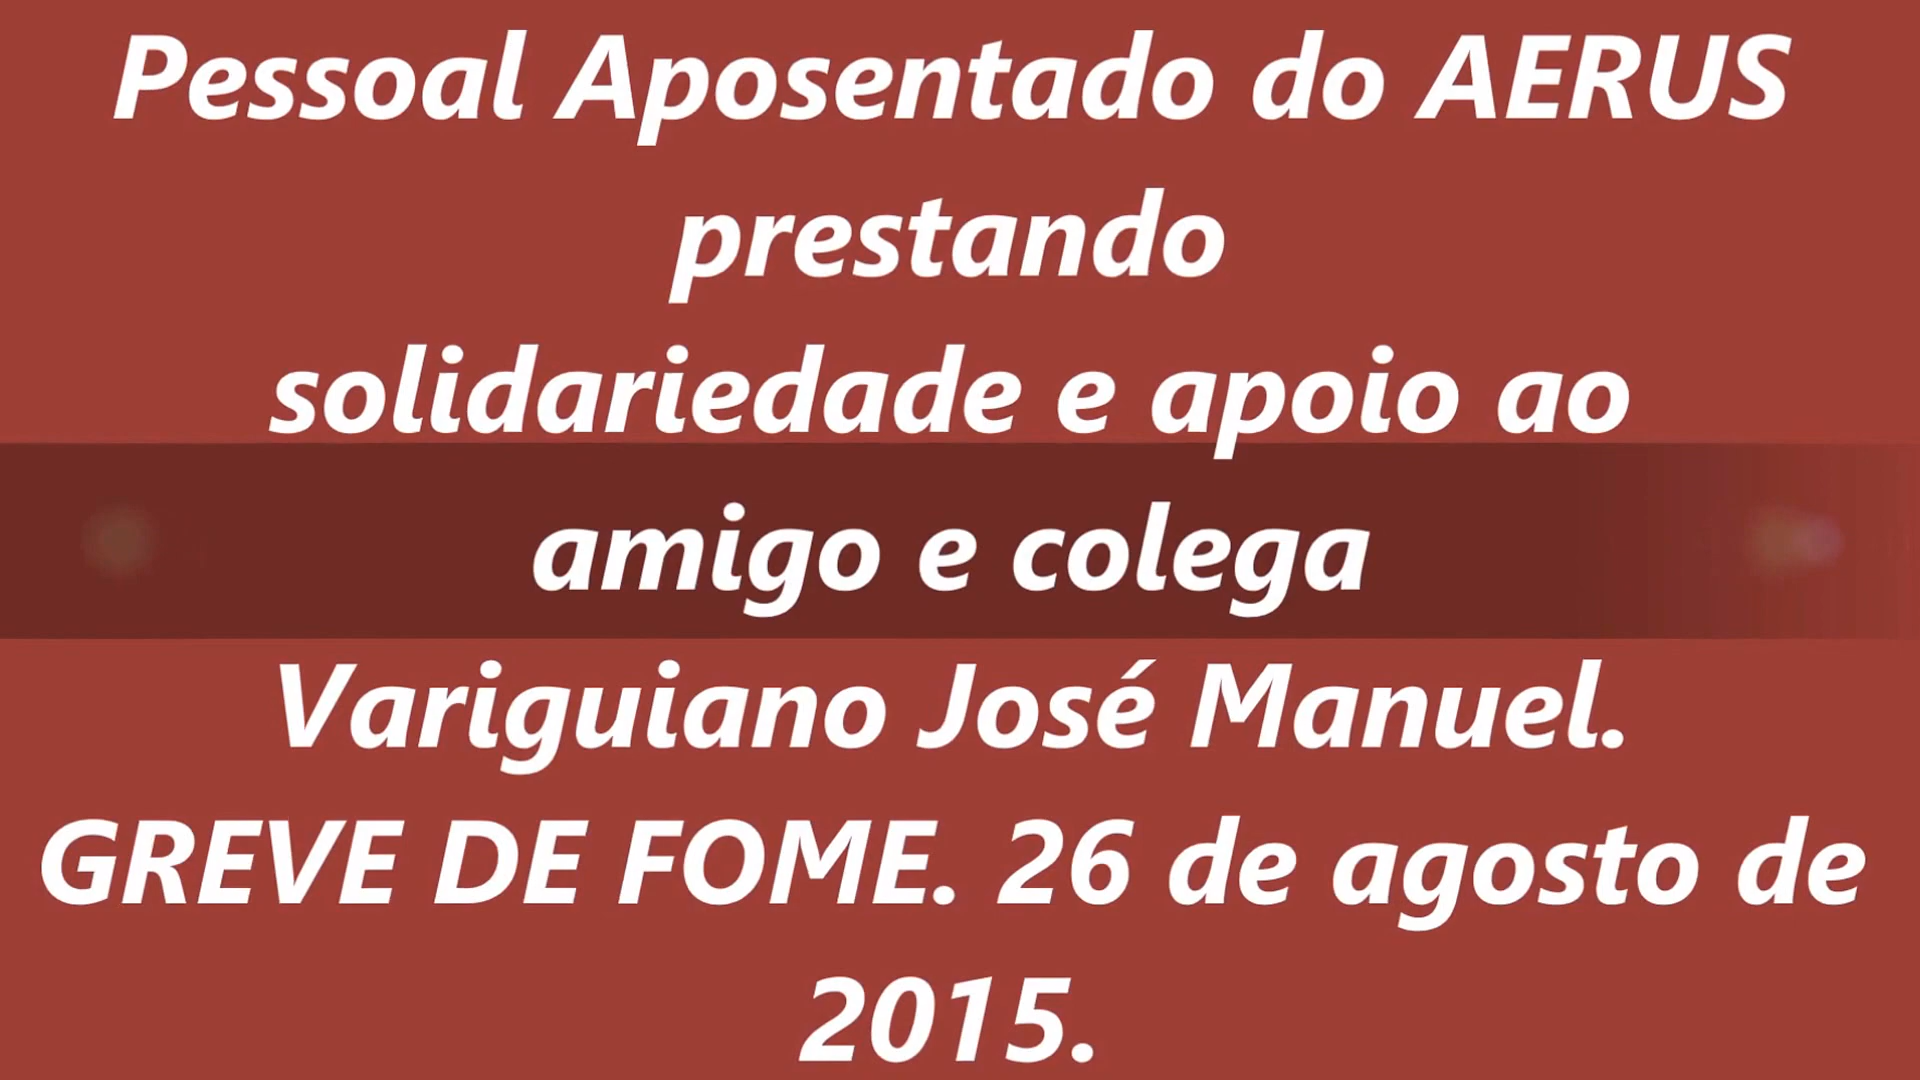 Pessoal Aposentado do AERUS
prestando
solidariedade e apoio ao
amigo e colega
Variguiano José Manuel.
GREVE DE FOME. 26 de agosto de
2015.